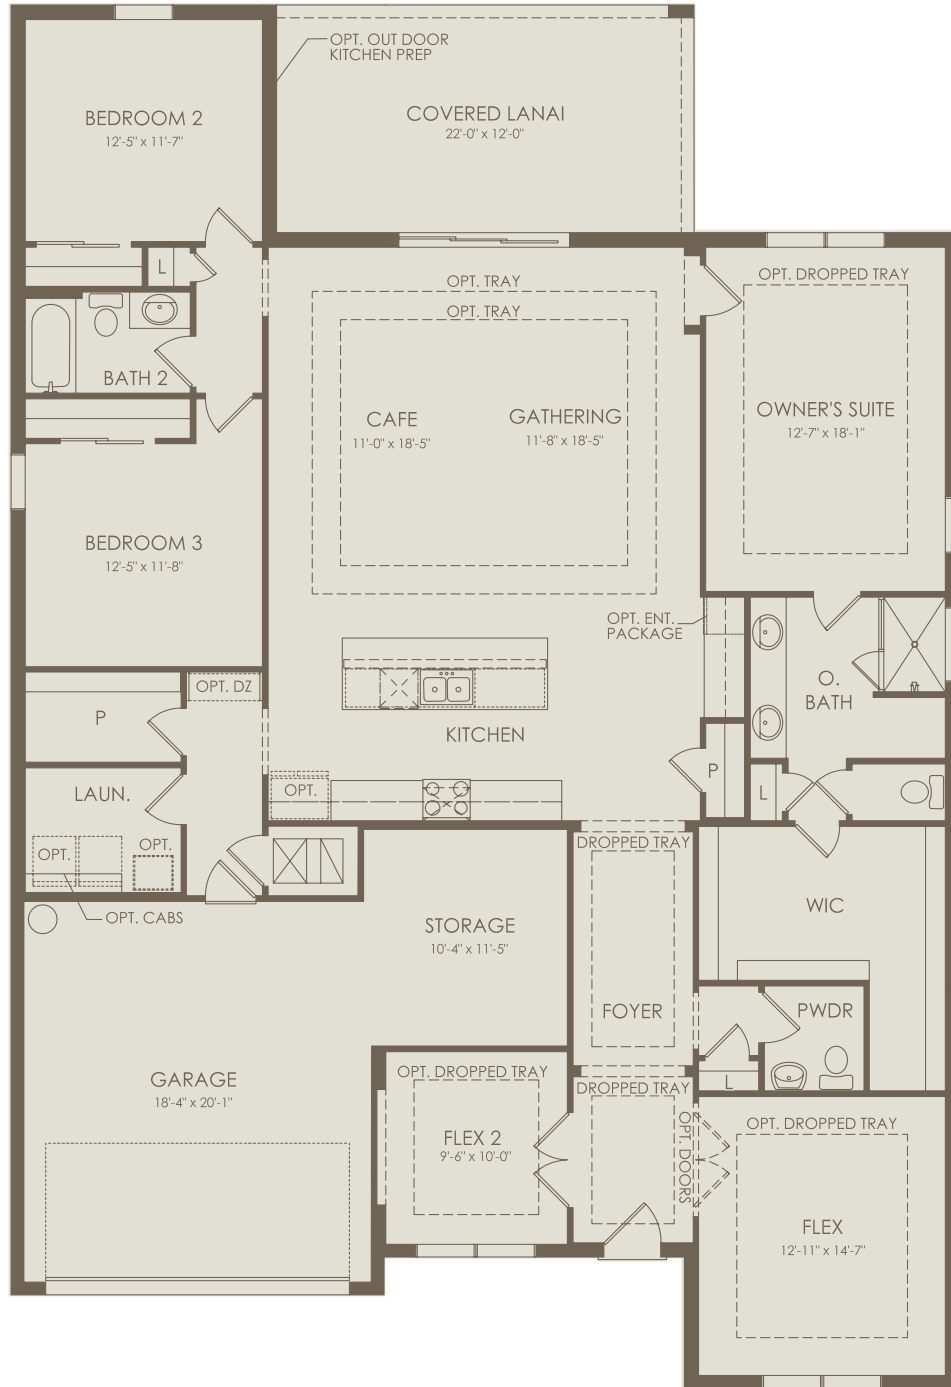 OPT. OUT DOOR
KITCHEN PREP
BEDROOM 2
12'-5" x 11'-7"
COVERED LANAI
22'-0" x 12'-0"
L
OPT. TRAY
OPT. TRAY
OPT. DROPPED TRAY
BATH 2
CAFE
11'-0" x 18'-5"
GATHERING
11'-8" x 18'-5"
OWNER'S SUITE
12'-7" x 18'-1"
BEDROOM 3
12'-5" x 11'-8"
OPT. ENT.
PACKAGE
OPT. DZ
P
O.
BATH
KITCHEN
P
LAUN.
OPT.
L
OPT.
OPT.
DROPPED TRAY
OPT. CABS
STORAGE
10'-4" x 11'-5"
WIC
FOYER
PWDR
GARAGE
18'-4" x 20'-1"
OPT. DROPPED TRAY
DROPPED TRAY
L
OPT. DROPPED TRAY
FLEX 2
9'-6" x 10'-0"
OPT. DOORS
FLEX
12'-11" x 14'-7"